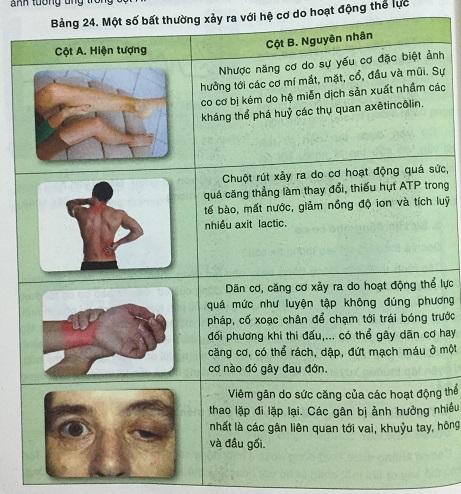 Bảng 24. Một số bất thường xảy ra với hệ cơ do hoạt động thể lực
Cột A. Hiện tượng
Cột B. Nguyên nhân
Nhược năng cơ do sự yếu cơ đặc biệt ảnh
hưởng tới các cơ mí mắt, mặt, cổ, đầu và mũi. Sự
co cơ bị kém do hệ miễn dịch sản xuất nhầm các
kháng thể phá huỷ các thụ quan axêtincôlin.
Chuột rút xảy ra do cơ hoạt động quá sức,
quá căng thẳng làm thay đổi, thiếu hụt ATP trong
tế bào, mất nước, giảm nồng độ ion và tích luỹ
nhiều axit lactic.
Dãn cơ, căng cơ xảy ra do hoạt động thể lực
quá mức như luyện tập không đúng phương
pháp, cố xoạc chân để chạm tới trái bóng trước
đối phương khi thi đấu,... có thể gây dãn cơ hay
căng cơ, có thể rách, dập, đứt mạch máu ở một
cơ nào đó gây đau đớn.
Viêm gân do sức căng của các hoạt động thể
thao lặp đi lặp lại. Các gân bị ảnh hưởng nhiều
nhất là các gân liên quan tới vai, khuỷu tay, hông
và đầu gối.